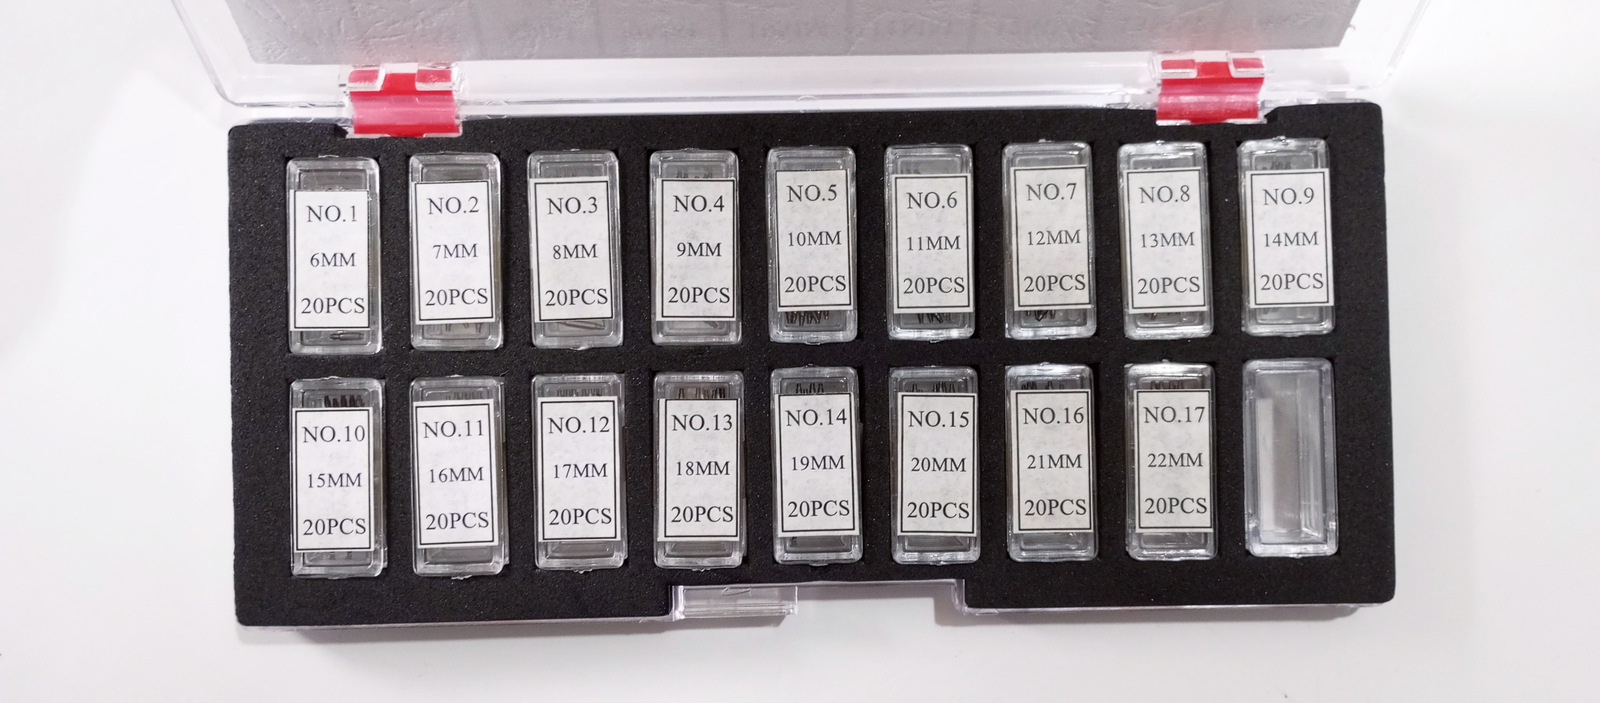 NO.1
6MM
20PCS
NO.2
7MM
20PCS
NO.3
8MM
20PCS
NO.4
9MM
20PCS
NO.5
10MM
20PCS
NO.6
11MM
20PCS
NO.7
12MM
20PCS
NO.8
13MM
20PCS
NO.9
14MM
20PCS
NO.10
15MM
20PCS
NO.11
16MM
20PCS
NO.12
17MM
20PCS
NO.13
18MM
20PCS
NO.14
19MM
20PCS
NO.15
20MM
20PCS
NO.16
21MM
20PCS
NO.17
22MM
20PCS